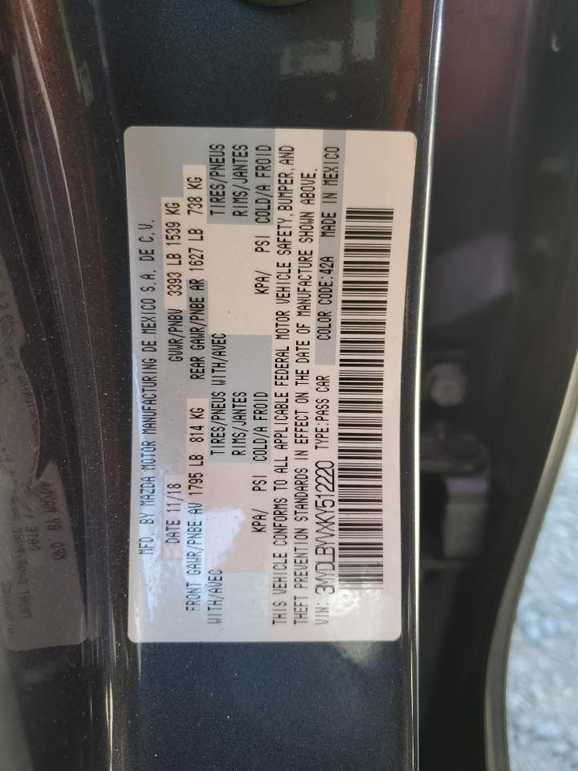 MFD. BY MAZDA MOTOR MANUFACTURING DE MEXICO S.A. DE C.V.
DATE 11/18 GVWR/PNBV 3393 LB 1539 KG
FRONT GAWR/PNBE AV 1795 LB 814 KG REAR GAWR/PNBE AR 1627 LB 738 KG
WITH/AVEC TIRES/PNEUS WITH/AVEC TIRES/PNEUS
RIMS/JANTES RIMS/JANTES
KPA/ PSI COLD/A FROID KPA/ PSI COLD/A FROID
THIS VEHICLE CONFORMS TO ALL APPLICABLE FEDERAL MOTOR VEHICLE SAFETY, BUMPER, AND
THEFT PREVENTION STANDARDS IN EFFECT ON THE DATE OF MANUFACTURE SHOWN ABOVE.
VIN: 3MYDLBYVXKY512220 TYPE:PASS CAR COLOR CODE:42A MADE IN MEXICO